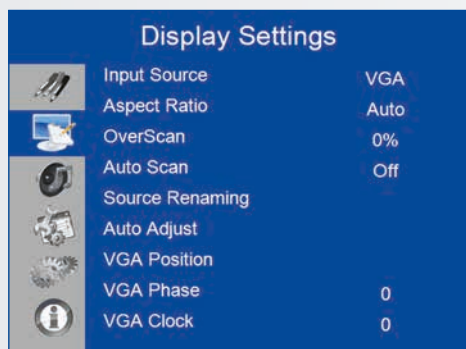 Display Settings
Input Source VGA
Aspect Ratio Auto
OverScan 0%
Auto Scan Off
Source Renaming
Auto Adjust
VGA Position
VGA Phase 0
VGA Clock 0